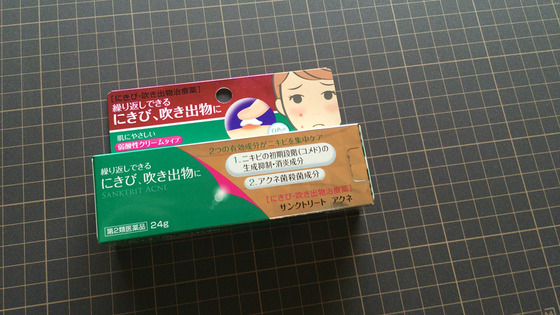 [にきび・吹き出物治療薬]
繰り返しできる
にきび、吹き出物に
肌にやさしい
弱酸性クリームタイプ
2つの有効成分がニキビを集中ケア
1.ニキビの初期段階(コメド)の
生成抑制・消炎成分
2.アクネ菌殺菌成分
繰り返しできる
にきび、吹き出物に
SANKERIT ACNE
【にきび・吹き出物治療薬】
サンクトリート アクネ
第2類医薬品 24g